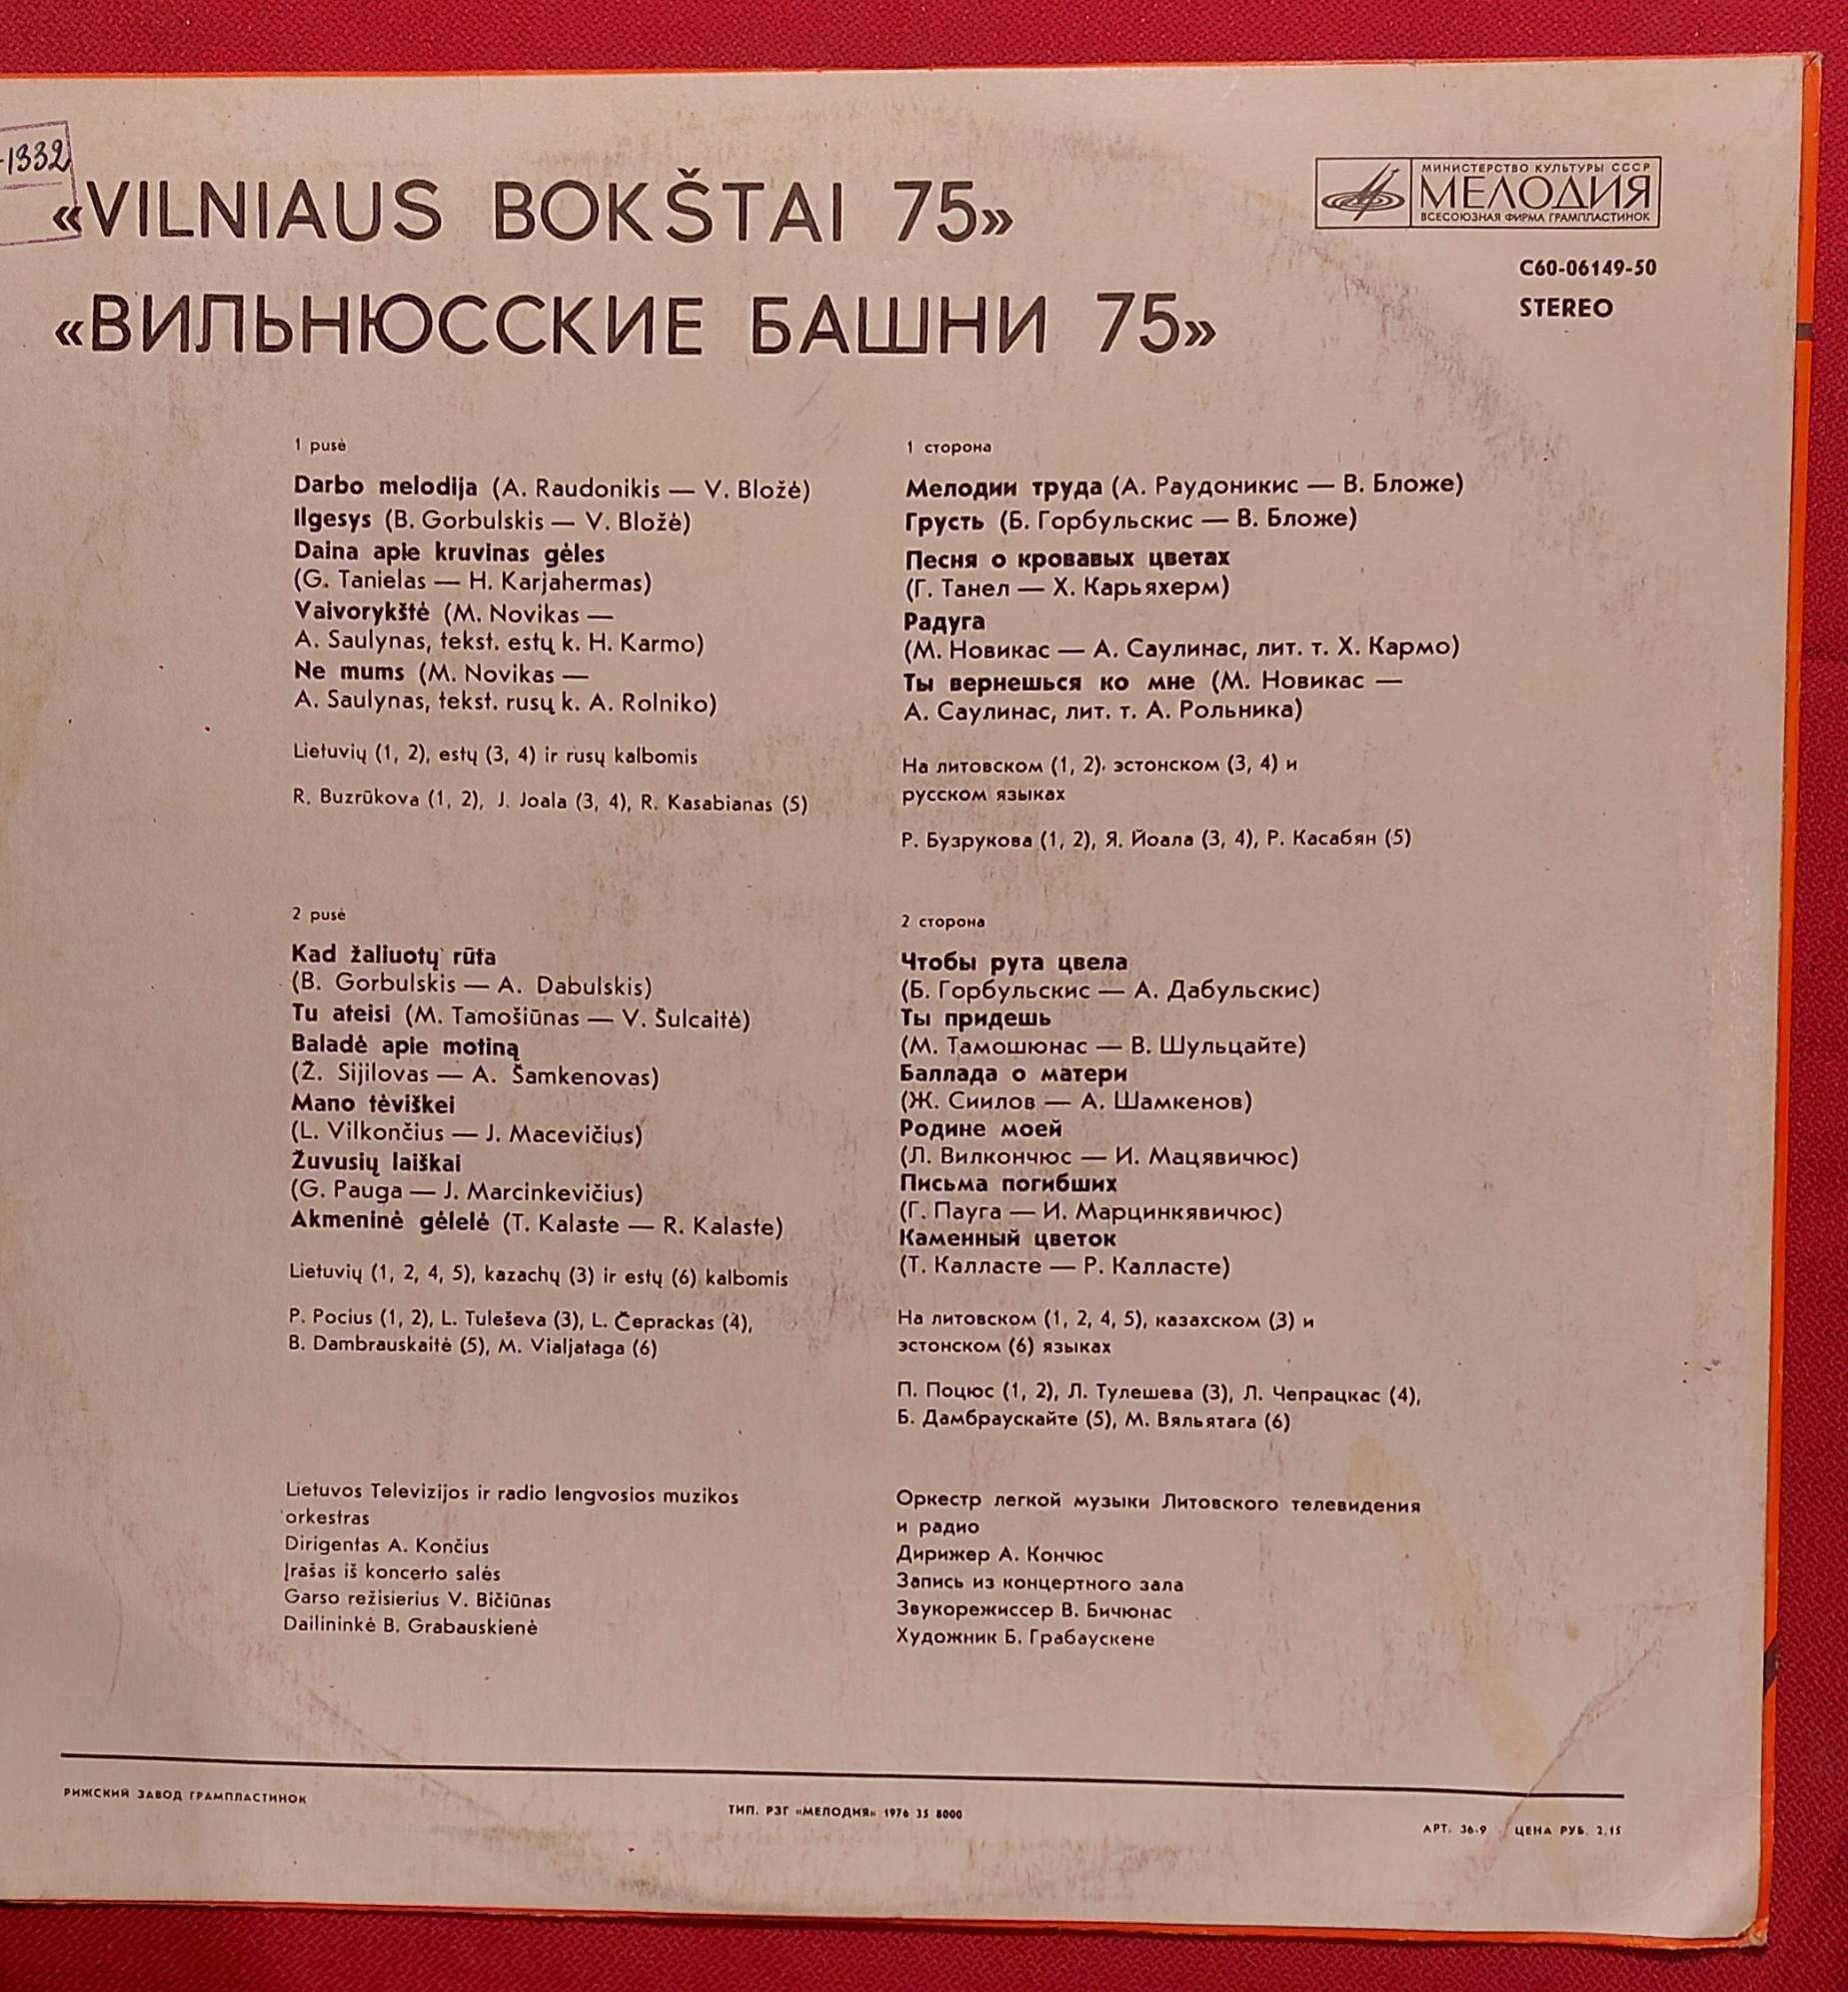 -1332
«VILNIAUS BOKŠTAI 75»
«ВИЛЬНЮССКИЕ БАШНИ 75»
МИНИСТЕРСТВО КУЛЬТУРЫ СССР
МЕЛОДИЯ
ВСЕСОЮЗНАЯ ФИРМА ГРАМПЛАСТИНОК
С60-06149-50
STEREO
1 pusė
Darbo melodija (A. Raudonikis — V. Bložė)
Ilgesys (B. Gorbulskis — V. Bložė)
Daina apie kruvinas gėles
(G. Tanielas — H. Karjahermas)
Vaivorykštė (M. Novikas —
A. Saulynas, tekst. estų k. H. Karmo)
Ne mums (M. Novikas —
A. Saulynas, tekst. rusų k. A. Rolniko)
Lietuvių (1, 2), estų (3, 4) ir rusų kalbomis
R. Buzrūkova (1, 2), J. Joala (3, 4), R. Kasabianas (5)
1 сторона
Мелодии труда (А. Раудоникис — В. Бложе)
Грусть (Б. Горбульскис — В. Бложе)
Песня о кровавых цветах
(Г. Танел — Х. Карьяхерм)
Радуга
(М. Новикас — А. Саулинас, лит. т. Х. Кармо)
Ты вернешься ко мне (М. Новикас —
А. Саулинас, лит. т. А. Рольника)
На литовском (1, 2), эстонском (3, 4) и
русском языках
Р. Бузрукова (1, 2), Я. Йоала (3, 4), Р. Касабян (5)
2 pusė
Kad žaliuotų rūta
(B. Gorbulskis — A. Dabulskis)
Tu ateisi (M. Tamošiūnas — V. Šulcaitė)
Baladė apie motiną
(Ž. Sijilovas — A. Šamkenovas)
Mano tėviškei
(L. Vilkončius — J. Macevičius)
Žuvusių laiškai
(G. Pauga — J. Marcinkevičius)
Akmeninė gėlelė (T. Kalaste — R. Kalaste)
Lietuvių (1, 2, 4, 5), kazachų (3) ir estų (6) kalbomis
P. Pocius (1, 2), L. Tuleševa (3), L. Čeprackas (4),
B. Dambrauskaitė (5), M. Vialjataga (6)
2 сторона
Чтобы рута цвела
(Б. Горбульскис — А. Дабульскис)
Ты придешь
(М. Тамошюнас — В. Шульцайте)
Баллада о матери
(Ж. Сиилов — А. Шамкенов)
Родине моей
(Л. Вилкончюс — И. Мацявичюс)
Письма погибших
(Г. Пауга — И. Марцинкявичюс)
Каменный цветок
(Т. Калласте — Р. Калласте)
На литовском (1, 2, 4, 5), казахском (3) и
эстонском (6) языках
П. Поцюс (1, 2), Л. Тулешева (3), Л. Чепрацкас (4),
Б. Дамбраускайте (5), М. Вяльятага (6)
Lietuvos Televizijos ir radio lengvosios muzikos
orkestras
Dirigentas A. Končius
Įrašas iš koncerto salės
Garso režisierius V. Bičiūnas
Dailininkė B. Grabauskienė
Оркестр легкой музыки Литовского телевидения
и радио
Дирижер А. Кончюс
Запись из концертного зала
Звукорежиссер В. Бичюнас
Художник Б. Грабаускене
РИЖСКИЙ ЗАВОД ГРАМПЛАСТИНОК
ТИП. РЗГ «МЕЛОДИЯ» 1976 35 8000
АРТ. 36-9 ЦЕНА РУБ. 2.15